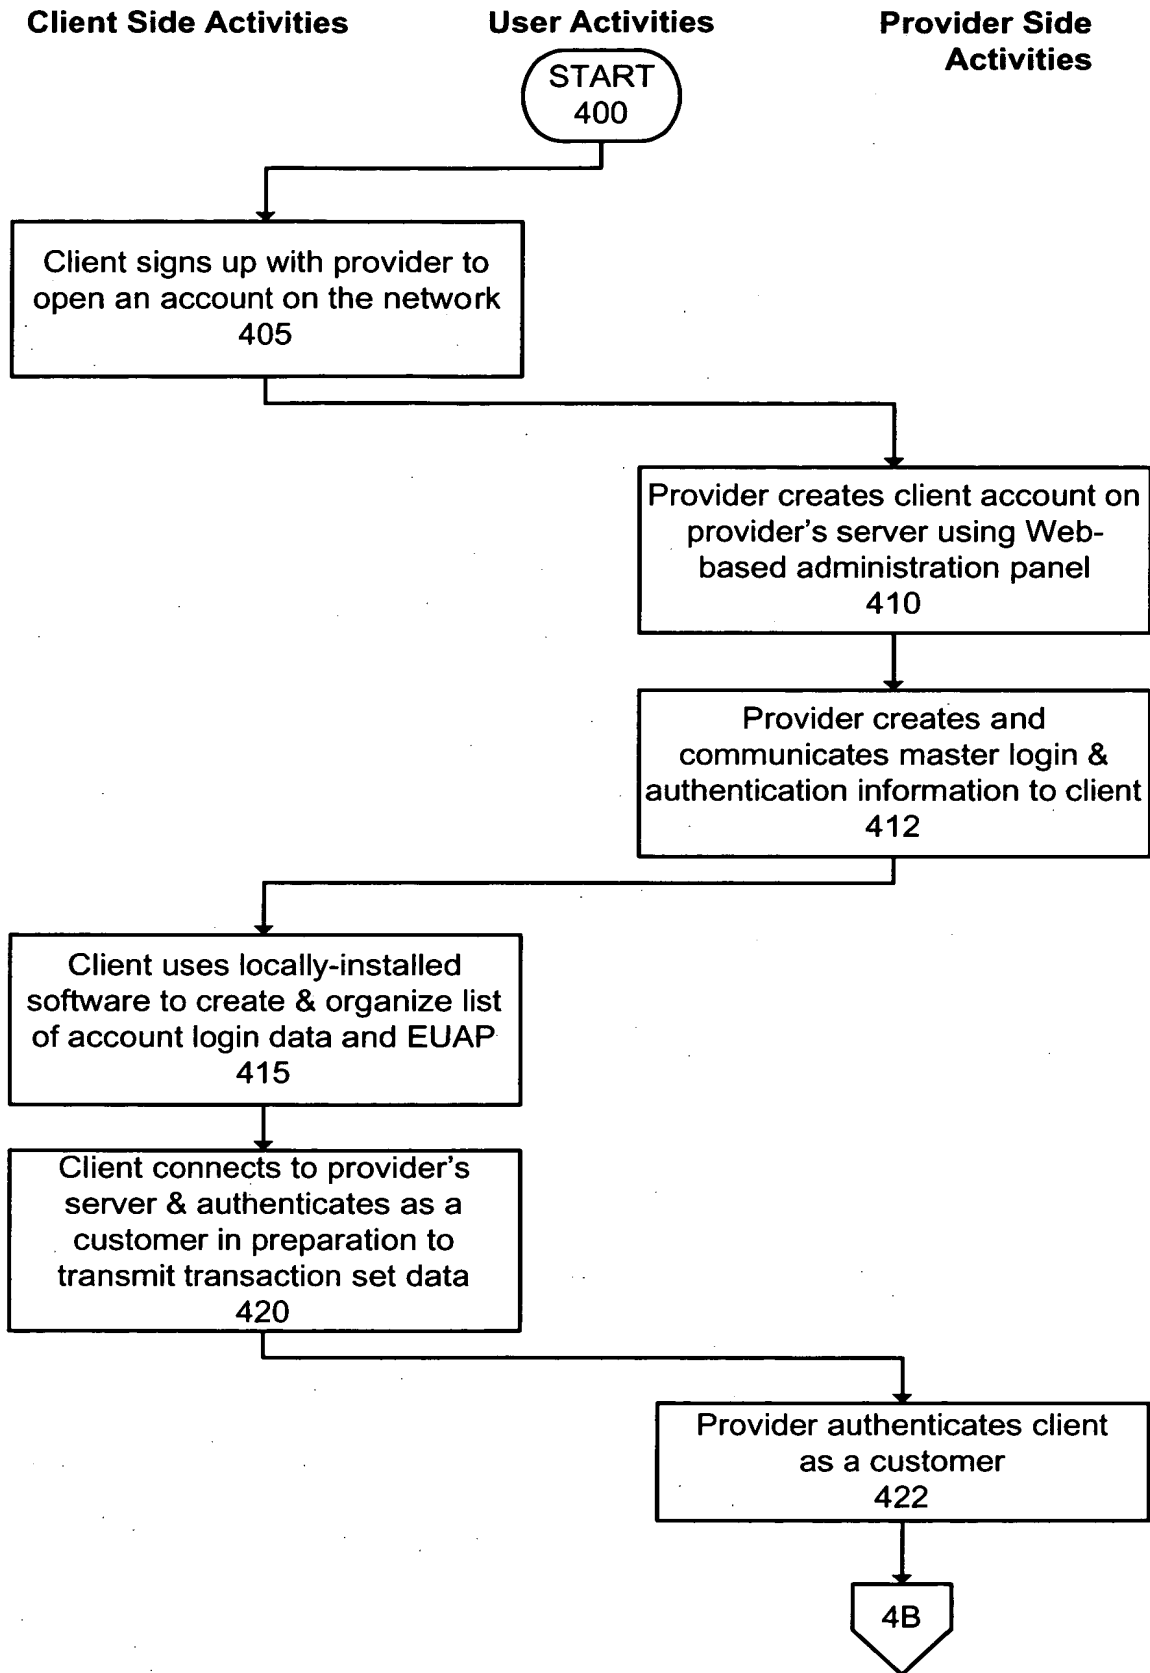 Client Side Activities
User Activities
Provider Side
Activities
START
400
Client signs up with provider to
open an account on the network
405
Provider creates client account on
provider's server using Web-
based administration panel
410
Provider creates and
communicates master login &
authentication information to client
412
Client uses locally-installed
software to create & organize list
of account login data and EUAP
415
Client connects to provider's
server & authenticates as a
customer in preparation to
transmit transaction set data
420
Provider authenticates client
as a customer
422
4B